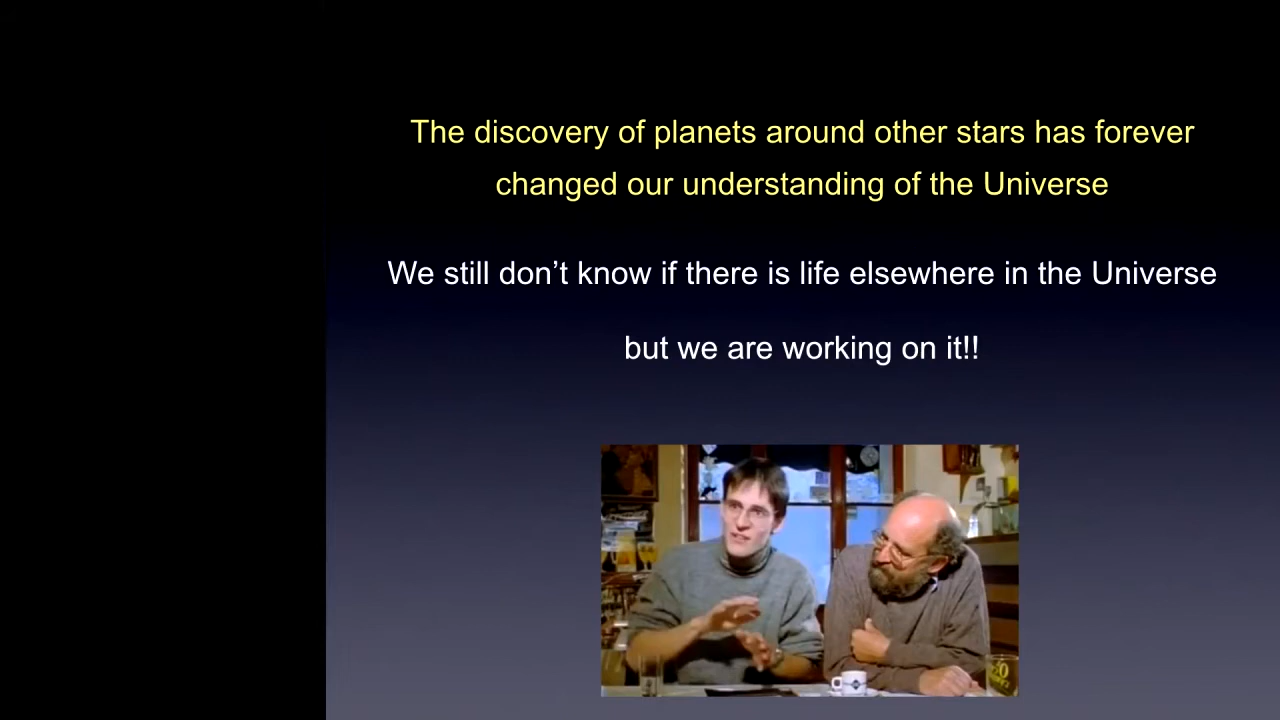 The discovery of planets around other stars has forever
changed our understanding of the Universe
We still don’t know if there is life elsewhere in the Universe
but we are working on it!!